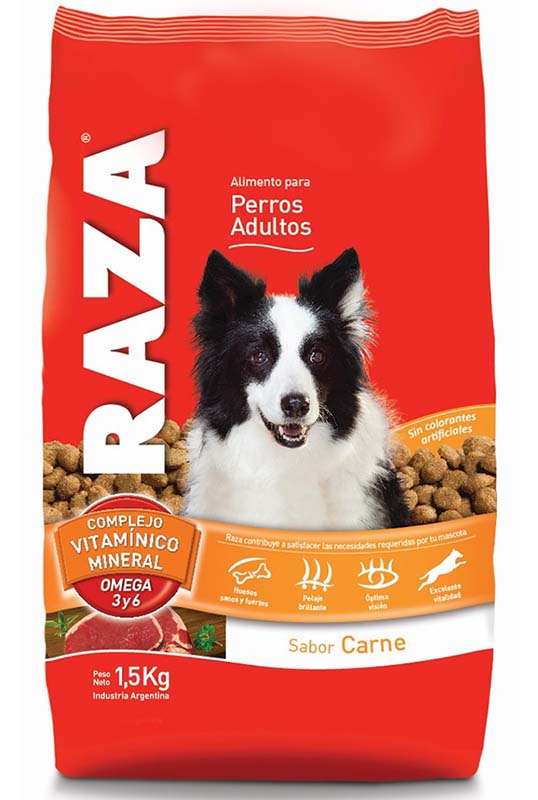 RAZA®
Alimento para
Perros
Adultos
Sin colorantes
artificiales
COMPLEJO
VITAMÍNICO
MINERAL
OMEGA
3 y 6
Raza contribuye a satisfacer las necesidades requeridas por tu mascota
Huesos
sanos y fuertes
Pelaje
brillante
Óptima
visión
Excelente
vitalidad
Sabor Carne
Peso
Neto 1,5Kg
Industria Argentina